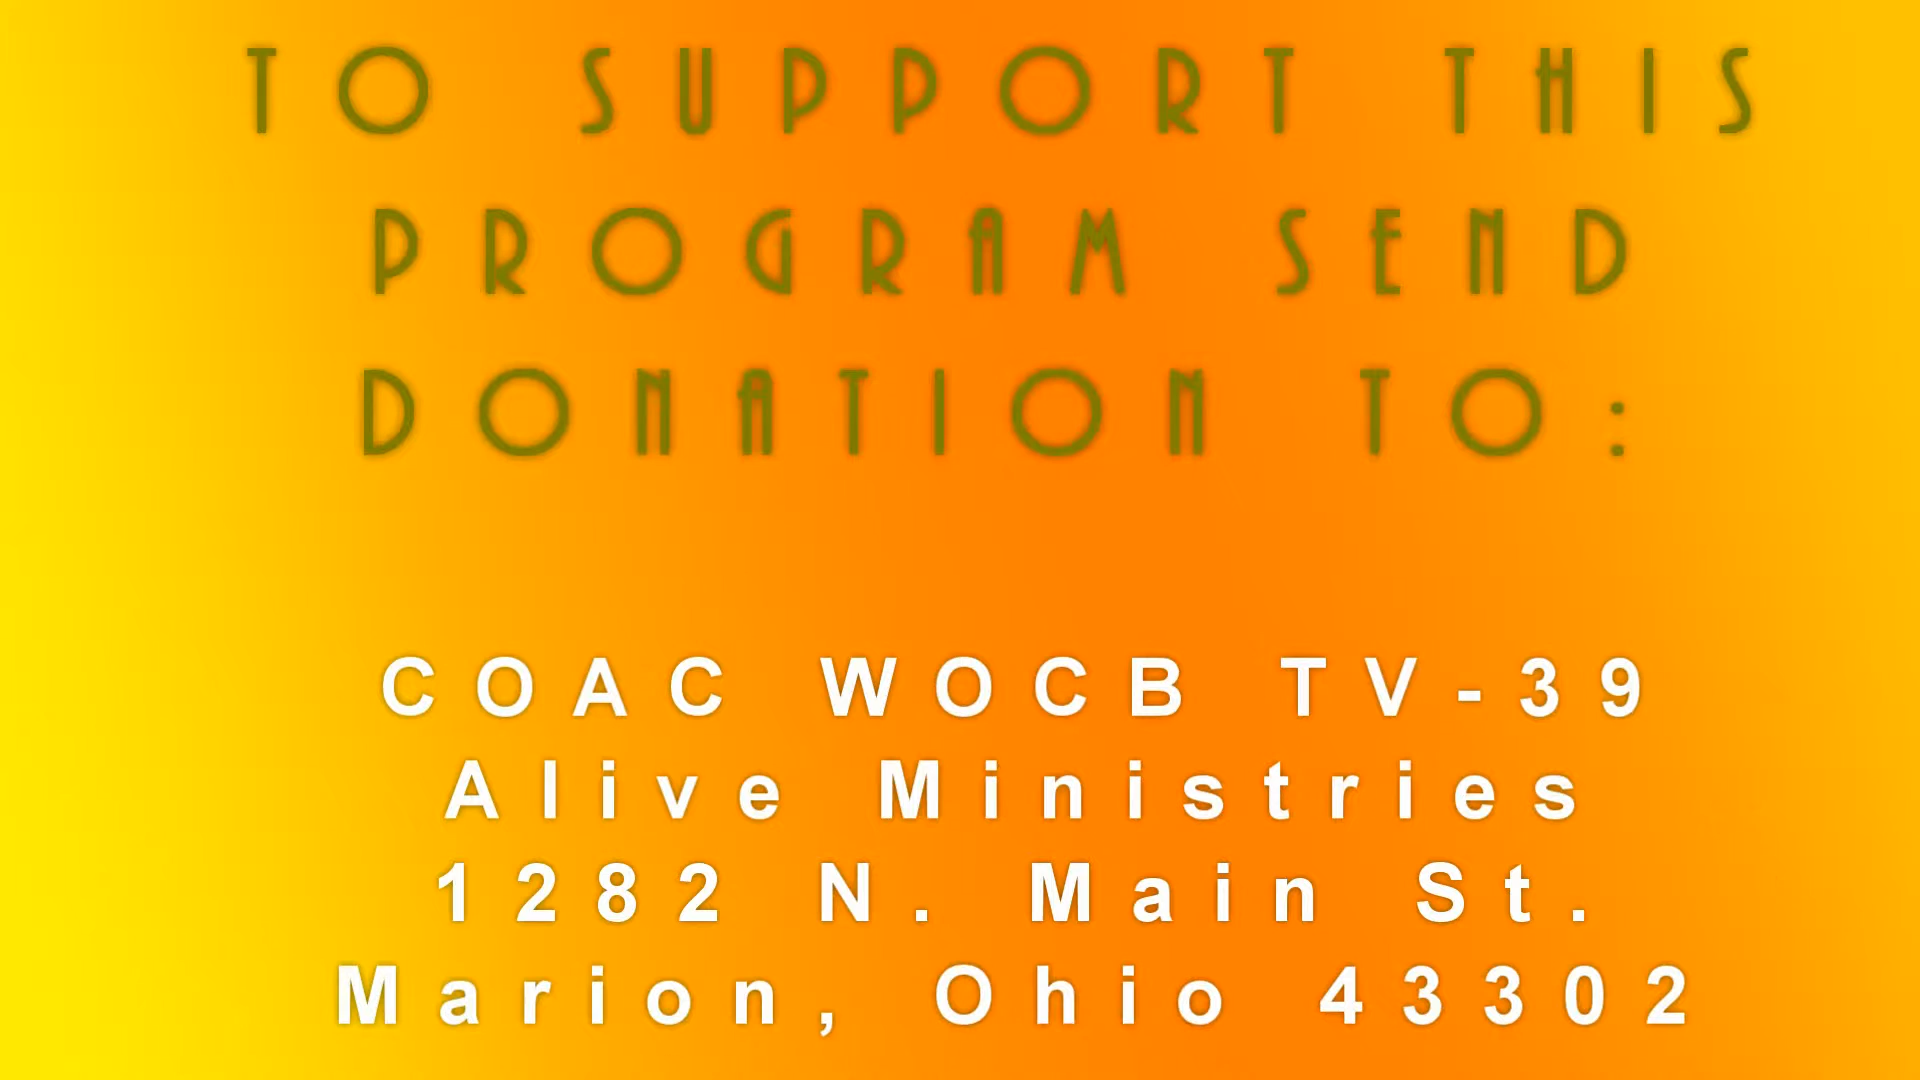 TO SUPPORT THIS
PROGRAM SEND
DONATION TO:
COAC WOCB TV-39
Alive Ministries
1282 N. Main St.
Marion, Ohio 43302